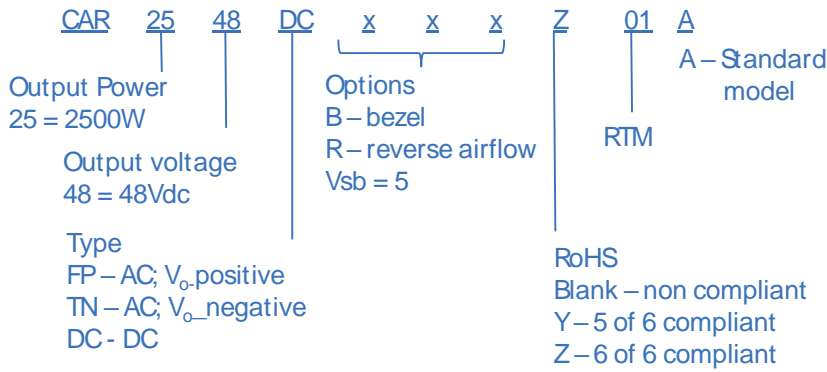 CAR 25 48 DC x x x Z 01 A
A – Standard
model
Output Power
25 = 2500W
Options
B – bezel
R – reverse airflow
Vsb = 5
RTM
Output voltage
48 = 48Vdc
Type
FP – AC; Vo-positive
TN – AC; Vo_negative
DC - DC
RoHS
Blank – non compliant
Y – 5 of 6 compliant
Z – 6 of 6 compliant